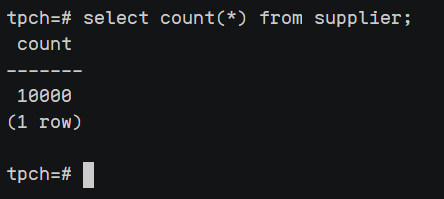 tpch=# select count(*) from supplier;
count
-------
10000
(1 row)
tpch=#